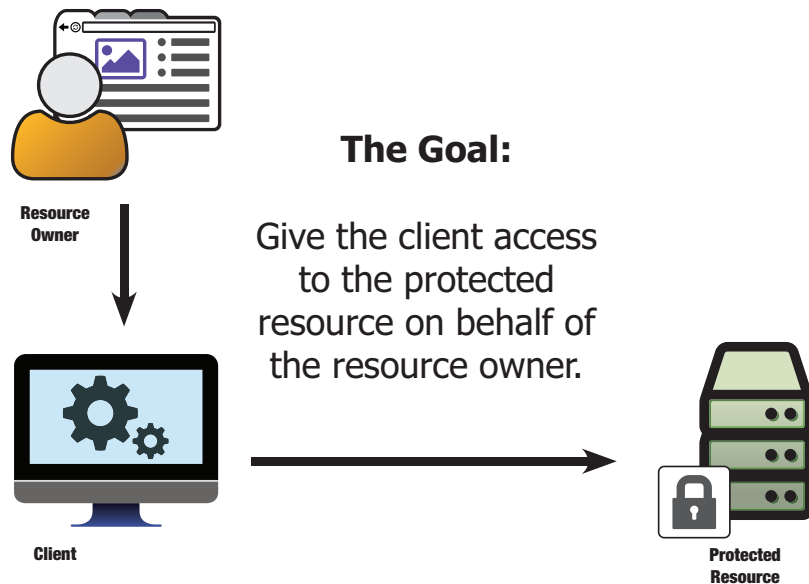 The Goal:
Give the client access
to the protected
resource on behalf of
the resource owner.
Resource
Owner
Client
Protected
Resource